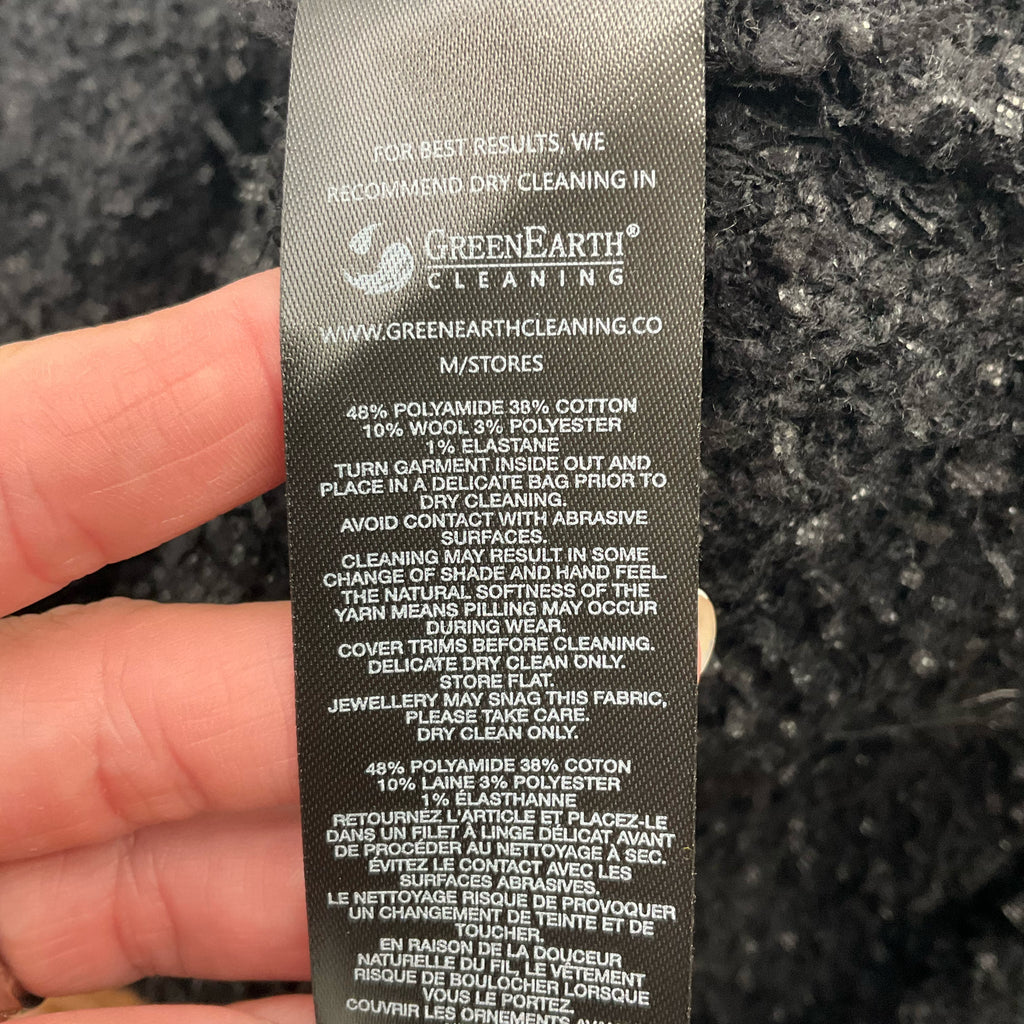 FOR BEST RESULTS, WE
RECOMMEND DRY CLEANING IN
GREENEARTH®
CLEANING
WWW.GREENEARTHCLEANING.CO
M/STORES
48% POLYAMIDE 38% COTTON
10% WOOL 3% POLYESTER
1% ELASTANE
TURN GARMENT INSIDE OUT AND
PLACE IN A DELICATE BAG PRIOR TO
DRY CLEANING.
AVOID CONTACT WITH ABRASIVE
SURFACES.
CLEANING MAY RESULT IN SOME
CHANGE OF SHADE AND HAND FEEL.
THE NATURAL SOFTNESS OF THE
YARN MEANS PILLING MAY OCCUR
DURING WEAR.
COVER TRIMS BEFORE CLEANING.
DELICATE DRY CLEAN ONLY.
STORE FLAT.
JEWELLERY MAY SNAG THIS FABRIC,
PLEASE TAKE CARE.
DRY CLEAN ONLY.
48% POLYAMIDE 38% COTON
10% LAINE 3% POLYESTER
1% ÉLASTHANNE
RETOURNEZ L'ARTICLE ET PLACEZ-LE
DANS UN FILET À LINGE DÉLICAT AVANT
DE PROCÉDER AU NETTOYAGE À SEC.
ÉVITEZ LE CONTACT AVEC LES
SURFACES ABRASIVES.
LE NETTOYAGE RISQUE DE PROVOQUER
UN CHANGEMENT DE TEINTE ET DE
TOUCHER.
EN RAISON DE LA DOUCEUR
NATURELLE DU FIL, LE VÊTEMENT
RISQUE DE BOULOCHER LORSQUE
VOUS LE PORTEZ.
COUVRIR LES ORNEMENTS